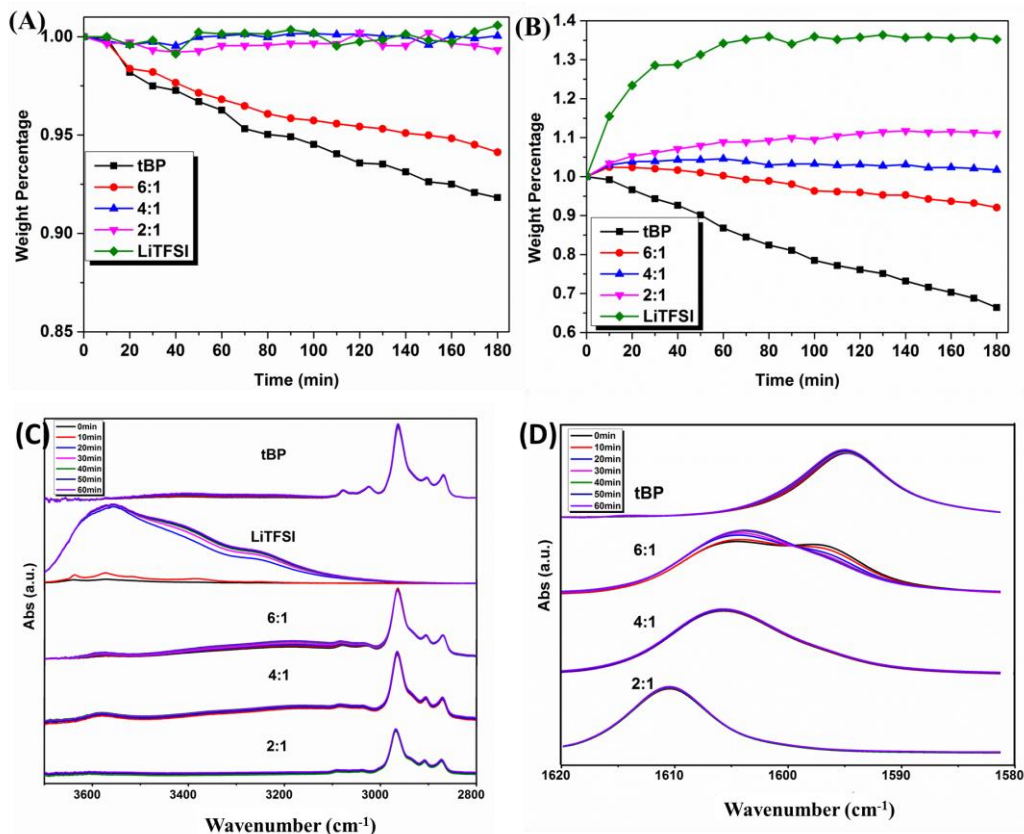 (A)
Weight Percentage
1.00
0.95
0.90
0.85
tBP
6:1
4:1
2:1
LiTFSI
0 20 40 60 80 100 120 140 160 180
Time (min)
(B)
Weight Percentage
1.4
1.3
1.2
1.1
1.0
0.9
0.8
0.7
0.6
tBP
6:1
4:1
2:1
LiTFSI
0 20 40 60 80 100 120 140 160 180
Time (min)
(C)
Abs (a.u.)
0min
10min
20min
30min
40min
50min
60min
tBP
LiTFSI
6:1
4:1
2:1
3600 3400 3200 3000 2800
Wavenumber (cm-1)
(D)
Abs (a.u.)
0min
10min
20min
30min
40min
50min
60min
tBP
6:1
4:1
2:1
1620 1610 1600 1590 1580
Wavenumber (cm-1)